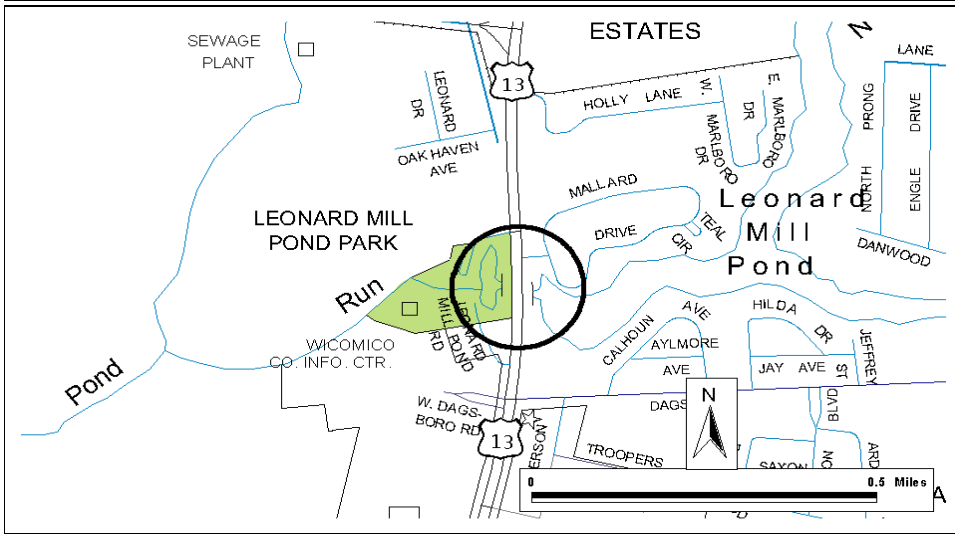 SEWAGE
PLANT
ESTATES
N
LANE
13
LEONARD
DR
OAK HAVEN
AVE
HOLLY LANE
W.
MARLBORO
DR
E.
MARLBORO
DR
NORTH PRONG
ENGLE DRIVE
DANWOOD
MALLARD
DRIVE
TEAL
CIR
Leonard
Mill
Pond
LEONARD MILL
POND PARK
Run
Pond
LEONARD
MILL POND
RD
WICOMICO
CO. INFO. CTR.
CALHOUN
AVE
HILDA
DR
AYLMORE
AVE
JAY AVE
JEFFREY
ST
W. DAGS-
BORO RD
DAGS
BLVD
N
13
ERSON
TROOPERS
SAXON
ON
ARD
0
0.5 Miles
A